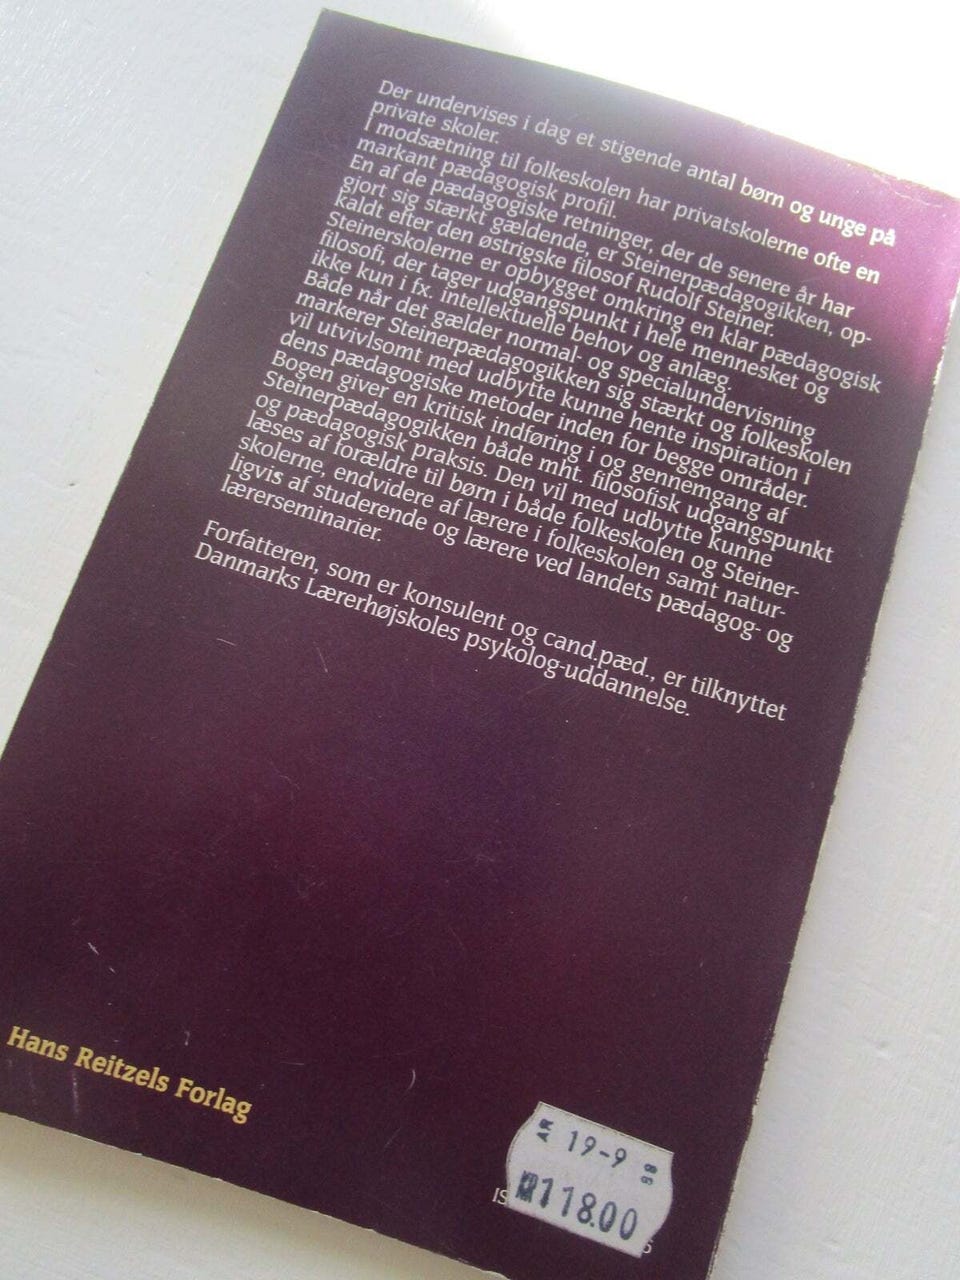 Der undervises i dag et stigende antal børn og unge på
private skoler.
I modsætning til folkeskolen har privatskolerne ofte en
markant pædagogisk profil.
En af de pædagogiske retninger, der de senere år har
gjort sig stærkt gældende, er Steinerpædagogikken, op-
kaldt efter den østrigske filosof Rudolf Steiner.
Steinerskolerne er opbygget omkring en klar pædagogisk
filosofi, der tager udgangspunkt i hele mennesket og
ikke kun i fx. intellektuelle behov og anlæg.
Både når det gælder normal- og specialundervisning
markerer Steinerpædagogikken sig stærkt og folkeskolen
vil utvivlsomt med udbytte kunne hente inspiration i
dens pædagogiske metoder inden for begge områder.
Bogen giver en kritisk indføring i og gennemgang af
Steinerpædagogikken både mht. filosofisk udgangspunkt
og pædagogisk praksis. Den vil med udbytte kunne
læses af forældre til børn i både folkeskolen og Steiner-
skolerne, endvidere af lærere i folkeskolen samt natur-
ligvis af studerende og lærere ved landets pædagog- og
lærerseminarier.
Forfatteren, som er konsulent og cand.pæd., er tilknyttet
Danmarks Lærerhøjskoles psykolog-uddannelse.
Hans Reitzels Forlag
19-9
118.00
IS